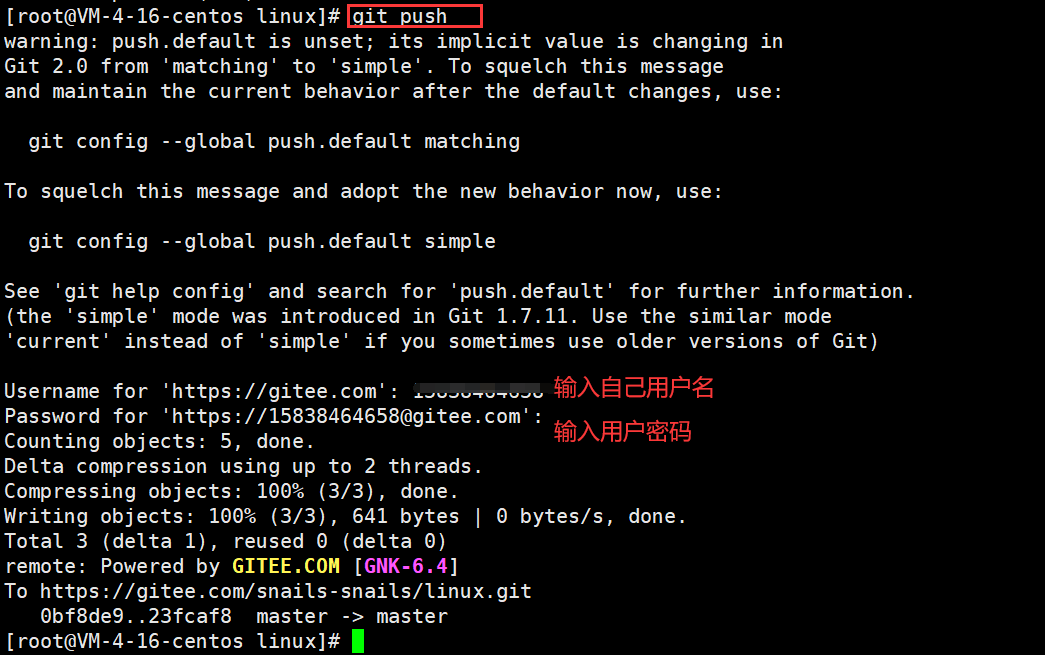 [root@VM-4-16-centos linux]# git push
warning: push.default is unset; its implicit value is changing in
Git 2.0 from 'matching' to 'simple'. To squelch this message
and maintain the current behavior after the default changes, use:
git config --global push.default matching
To squelch this message and adopt the new behavior now, use:
git config --global push.default simple
See 'git help config' and search for 'push.default' for further information.
(the 'simple' mode was introduced in Git 1.7.11. Use the similar mode
'current' instead of 'simple' if you sometimes use older versions of Git)
Username for 'https://gitee.com': 输入自己用户名
Password for 'https://15838464658@gitee.com':
输入用户密码
Counting objects: 5, done.
Delta compression using up to 2 threads.
Compressing objects: 100% (3/3), done.
Writing objects: 100% (3/3), 641 bytes | 0 bytes/s, done.
Total 3 (delta 1), reused 0 (delta 0)
remote: Powered by GITEE.COM [GNK-6.4]
To https://gitee.com/snails-snails/linux.git
0bf8de9..23fcaf8  master -> master
[root@VM-4-16-centos linux]#